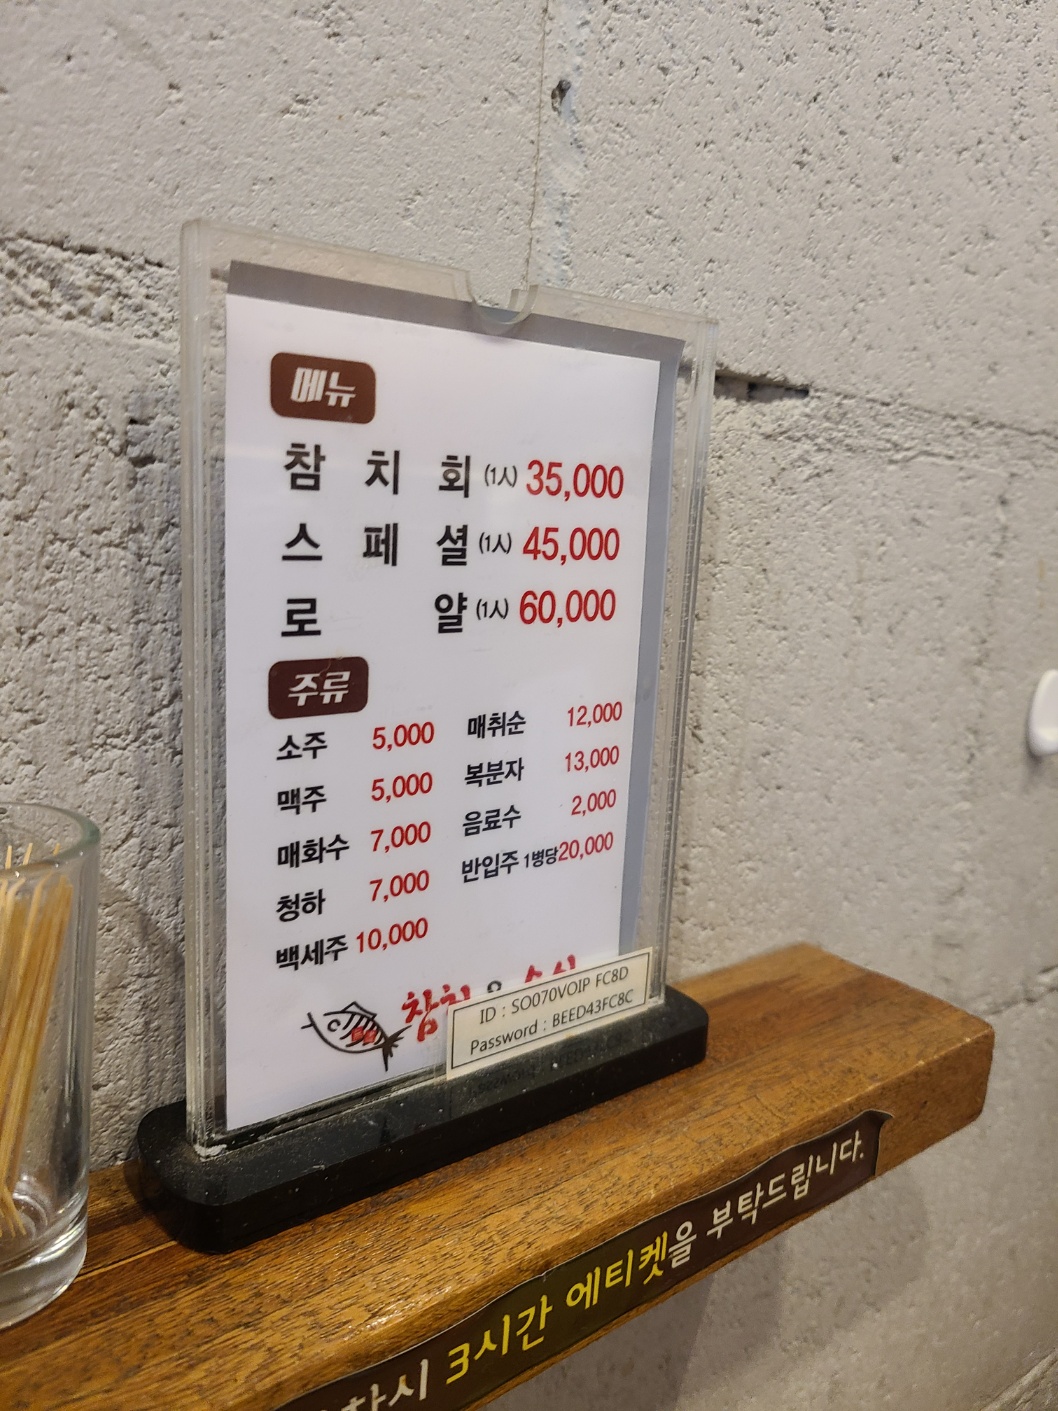 메뉴
참 치 회 (1人) 35,000
스 페 셜 (1人) 45,000
로 얄 (1人) 60,000
주류
소주 5,000
맥주 5,000
매화수 7,000
청하 7,000
백세주 10,000
매취순 12,000
복분자 13,000
음료수 2,000
반입주 1병당 20,000
ID : SO070VOIP FC8D
Password : BEED43FC8C
3시간 에티켓을 부탁드립니다.